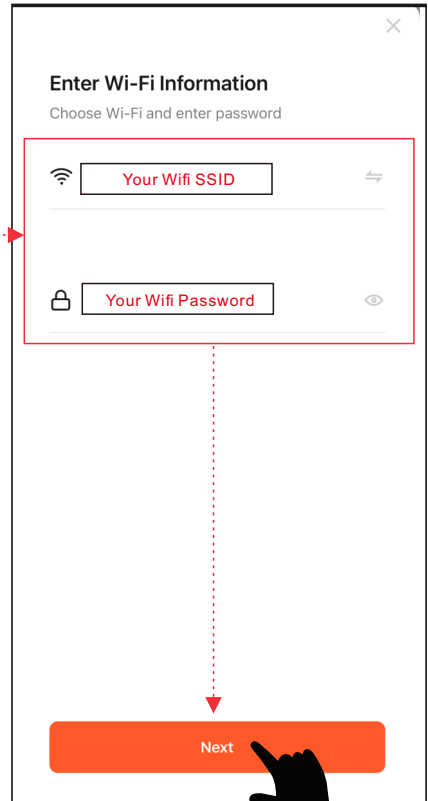 Enter Wi-Fi Information
Choose Wi-Fi and enter password
Your Wifi SSID
Your Wifi Password
Next